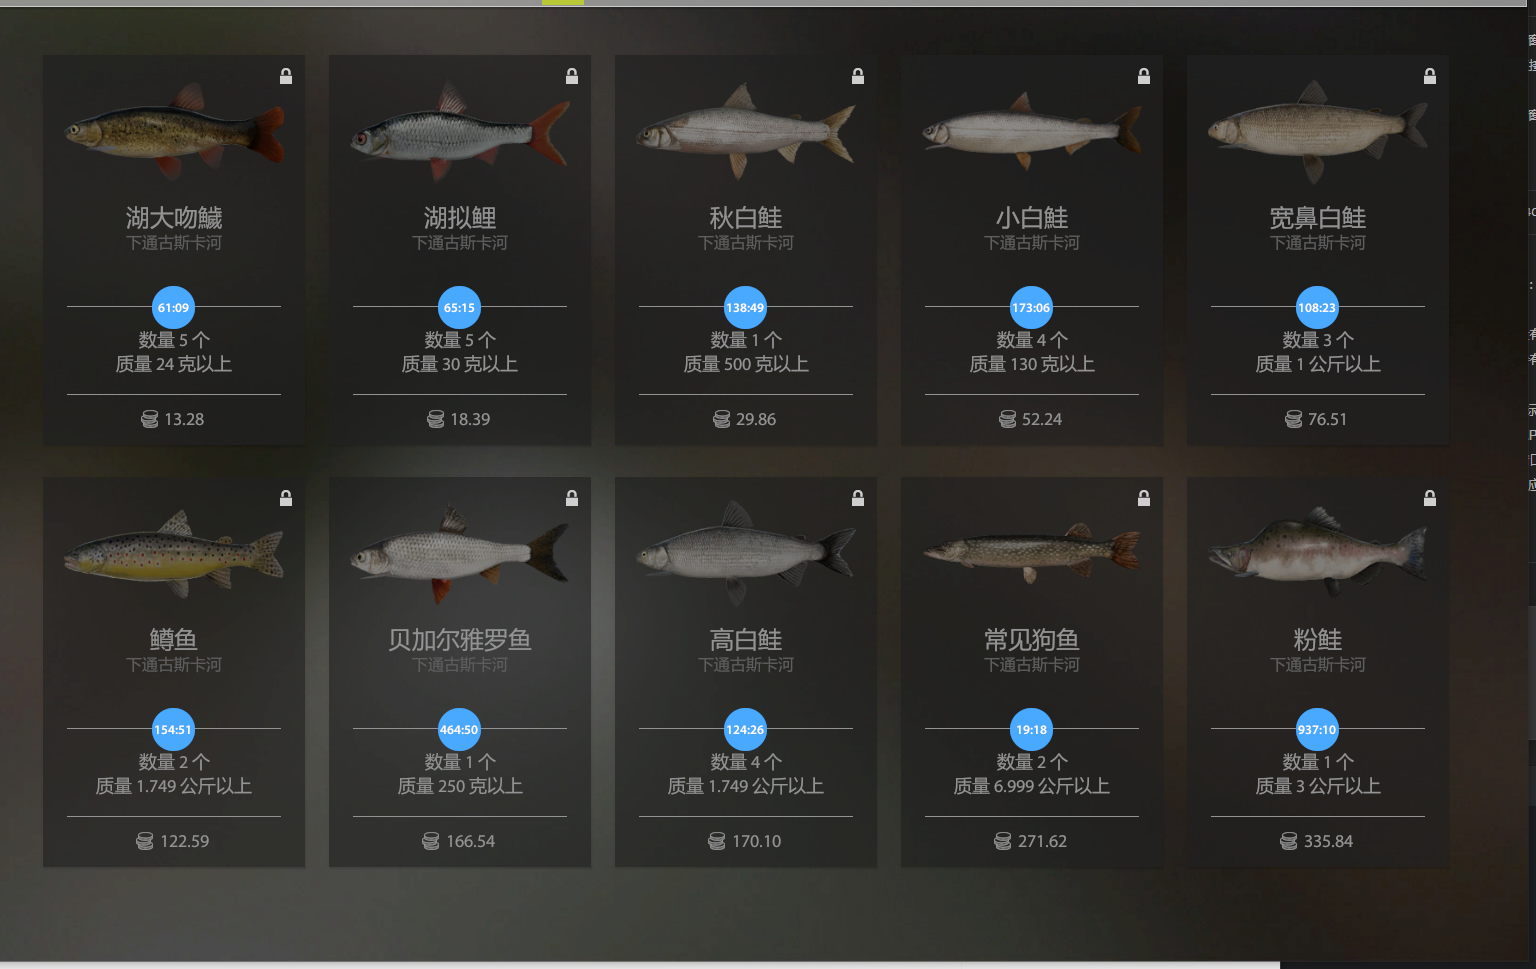 湖大吻鱥
下通古斯卡河
61:09
数量 5 个
质量 24 克以上
13.28
湖拟鲤
下通古斯卡河
65:15
数量 5 个
质量 30 克以上
18.39
秋白鲑
下通古斯卡河
138:49
数量 1 个
质量 500 克以上
29.86
小白鲑
下通古斯卡河
173:06
数量 4 个
质量 130 克以上
52.24
宽鼻白鲑
下通古斯卡河
108:23
数量 3 个
质量 1 公斤以上
76.51
鳟鱼
下通古斯卡河
154:51
数量 2 个
质量 1.749 公斤以上
122.59
贝加尔雅罗鱼
下通古斯卡河
464:50
数量 1 个
质量 250 克以上
166.54
高白鲑
下通古斯卡河
124:26
数量 4 个
质量 1.749 公斤以上
170.10
常见狗鱼
下通古斯卡河
19:18
数量 2 个
质量 6.999 公斤以上
271.62
粉鲑
下通古斯卡河
937:10
数量 1 个
质量 3 公斤以上
335.84